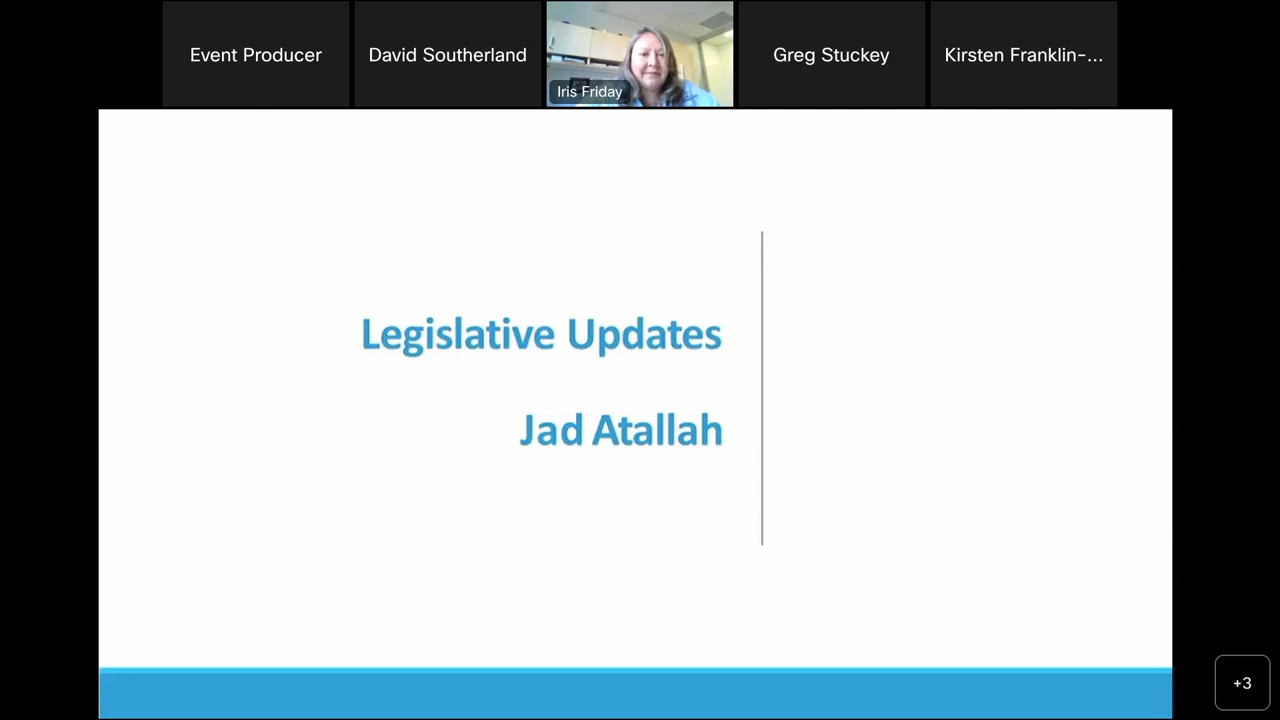 Event Producer
David Southerland
Iris Friday
Greg Stuckey
Kirsten Franklin-...
Legislative Updates
Jad Atallah
+3